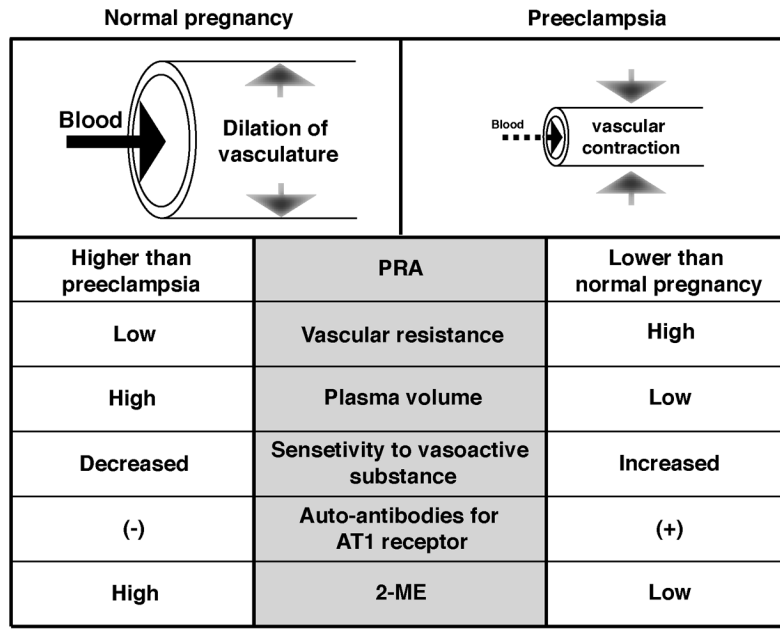 Normal pregnancy
Preeclampsia
Blood
Dilation of
vasculature
Blood
vascular
contraction
Higher than
preeclampsia
PRA
Lower than
normal pregnancy
Low
Vascular resistance
High
High
Plasma volume
Low
Decreased
Sensetivity to vasoactive
substance
Increased
(-)
Auto-antibodies for
AT1 receptor
(+)
High
2-ME
Low